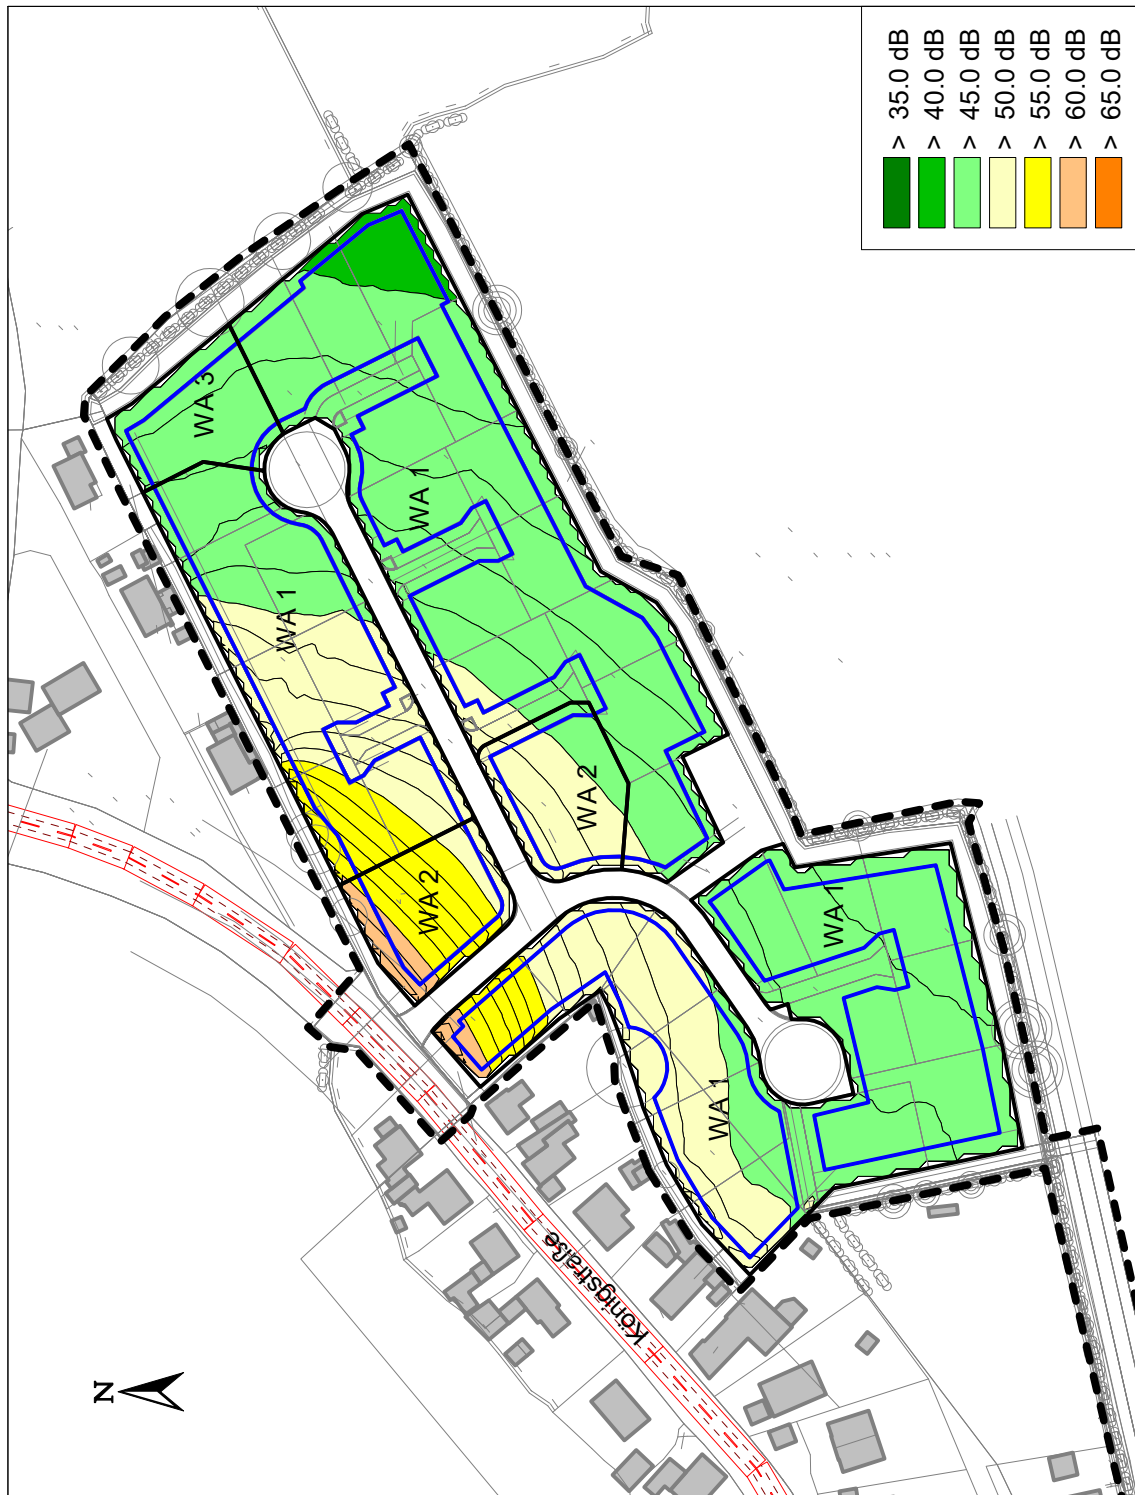 > 35.0 dB
> 40.0 dB
> 45.0 dB
> 50.0 dB
> 55.0 dB
> 60.0 dB
> 65.0 dB
WA 3
WA 1
WA 1
WA 2
WA 2
WA 1
WA 1
Königstraße
N